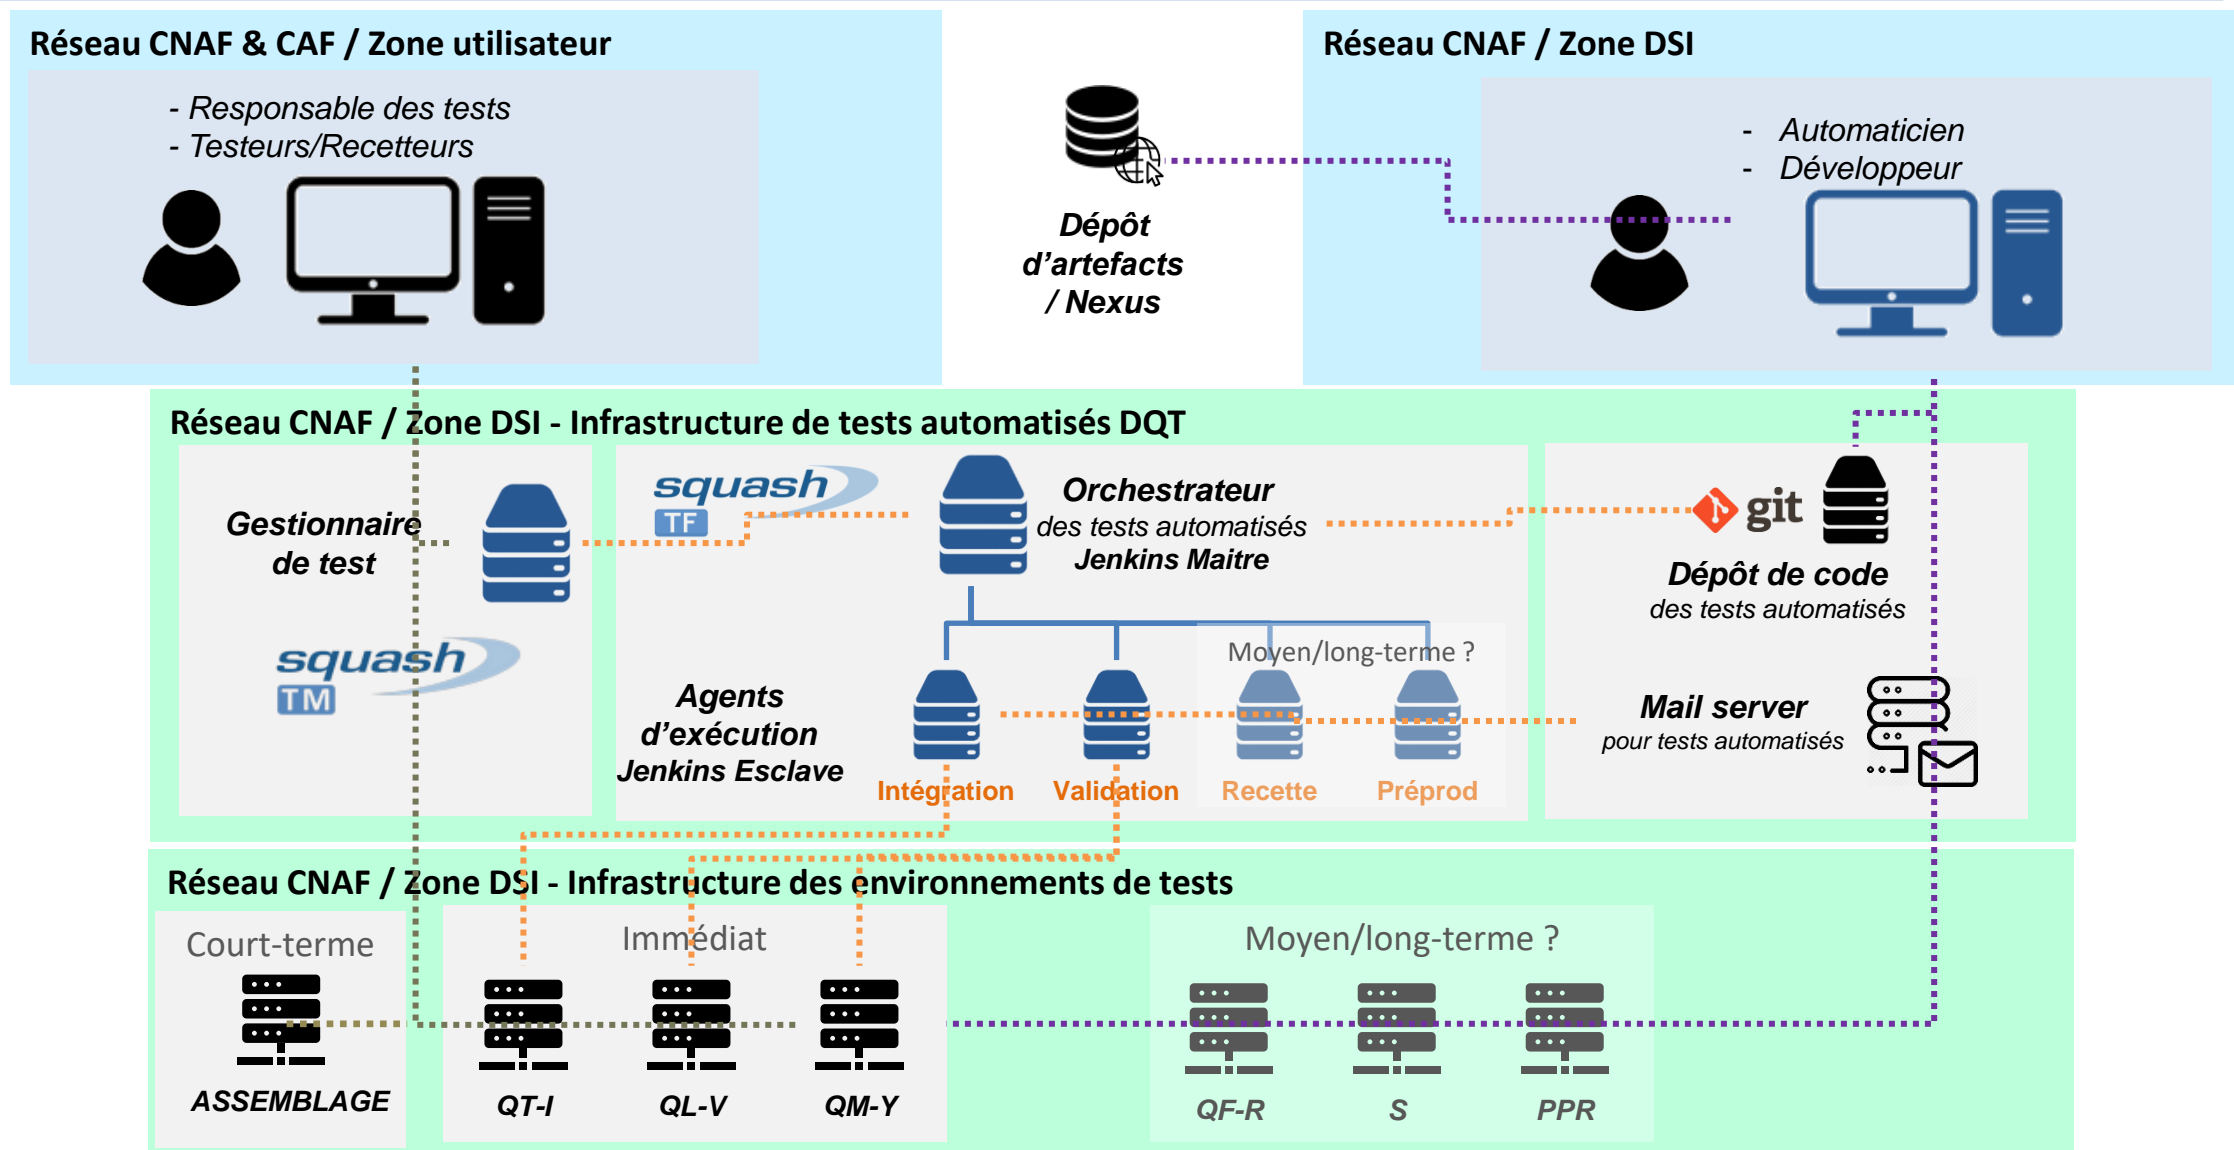 Réseau CNAF & CAF / Zone utilisateur
- Responsable des tests
- Testeurs/Recetteurs
Dépôt
d’artefacts
/ Nexus
Réseau CNAF / Zone DSI
- Automaticien
- Développeur
Réseau CNAF / Zone DSI - Infrastructure de tests automatisés DQT
Gestionnaire
de test
squash
TM
squash
TF
Orchestrateur
des tests automatisés
Jenkins Maitre
Moyen/long-terme ?
Agents
d’exécution
Jenkins Esclave
Intégration
Validation
Recette
Préprod
git
Dépôt de code
des tests automatisés
Mail server
pour tests automatisés
Réseau CNAF / Zone DSI - Infrastructure des environnements de tests
Court-terme
ASSEMBLAGE
Immédiat
QT-I
QL-V
QM-Y
Moyen/long-terme ?
QF-R
S
PPR